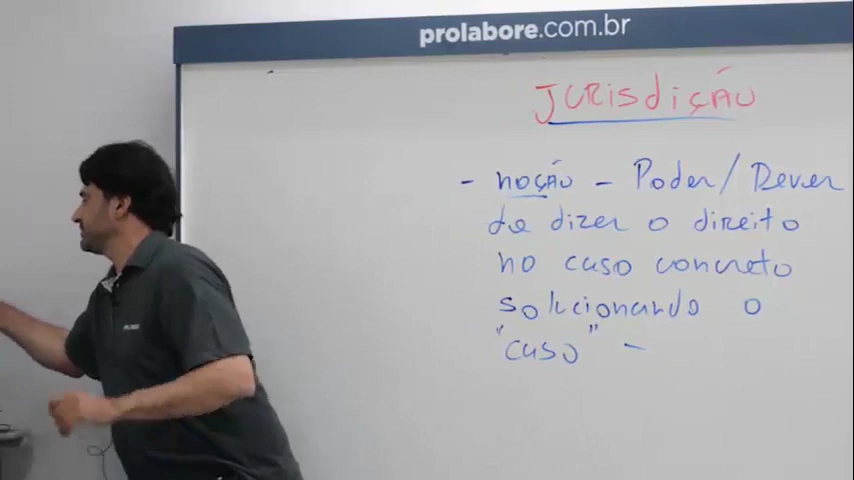 prolabore.com.br
JURISDIÇÃO
- NOÇÃO - Poder/Dever
de dizer o direito
no caso concreto
solucionando o
"caso" -